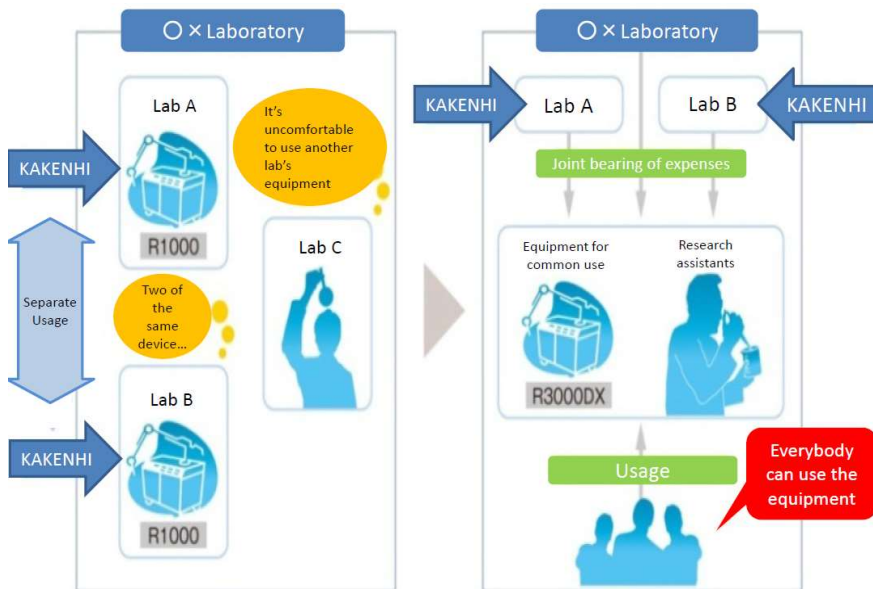 ○×Laboratory
Lab A
KAKENHI
R1000
It's
uncomfortable
to use another
lab's
equipment
Lab C
Separate
Usage
Two of
the
same
device…
Lab B
KAKENHI
R1000
○×Laboratory
KAKENHI
Lab A
Lab B
KAKENHI
Joint bearing of expenses
Equipment for
common use
Research
assistants
R3000DX
Usage
Everybody
can use the
equipment